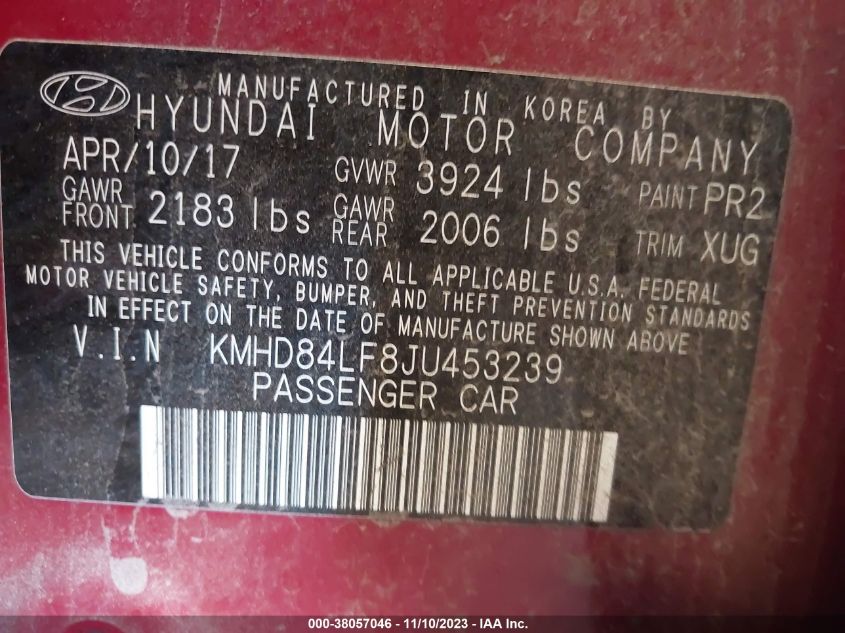 MANUFACTURED IN KOREA BY
HYUNDAI MOTOR COMPANY
APR/10/17 GVWR 3924 lbs PAINT PR2
GAWR FRONT 2183 lbs GAWR REAR 2006 lbs TRIM XUG
THIS VEHICLE CONFORMS TO ALL APPLICABLE U.S.A. FEDERAL
MOTOR VEHICLE SAFETY, BUMPER, AND THEFT PREVENTION STANDARDS
IN EFFECT ON THE DATE OF MANUFACTURE SHOWN ABOVE
V.I.N KMHD84LF8JU453239
PASSENGER CAR
000-38057046 - 11/10/2023 - IAA Inc.